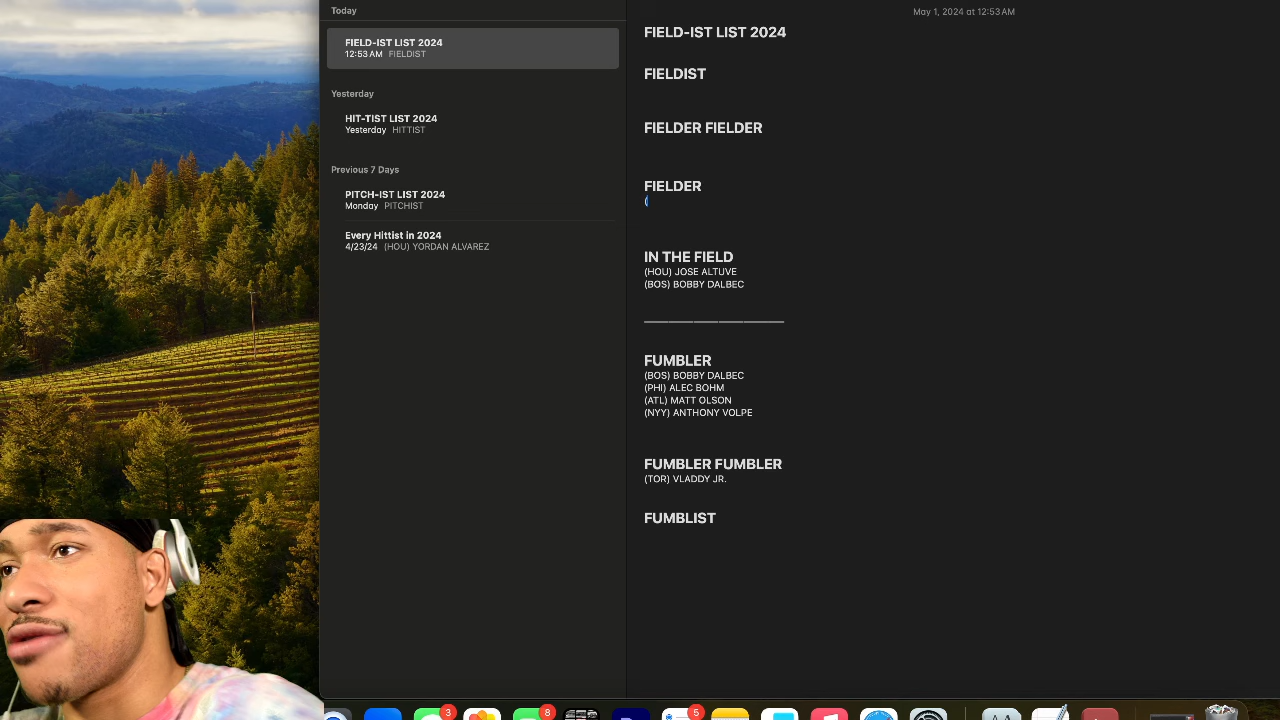 Today
FIELD-IST LIST 2024
12:53 AM FIELDIST
Yesterday
HIT-TIST LIST 2024
Yesterday HITTIST
Previous 7 Days
PITCH-IST LIST 2024
Monday PITCHIST
Every Hittist in 2024
4/23/24 (HOU) YORDAN ALVAREZ
May 1, 2024 at 12:53 AM
FIELD-IST LIST 2024
FIELDIST
FIELDER FIELDER
FIELDER
(
IN THE FIELD
(HOU) JOSE ALTUVE
(BOS) BOBBY DALBEC
FUMBLER
(BOS) BOBBY DALBEC
(PHI) ALEC BOHM
(ATL) MATT OLSON
(NYY) ANTHONY VOLPE
FUMBLER FUMBLER
(TOR) VLADDY JR.
FUMBLIST
3
8
5